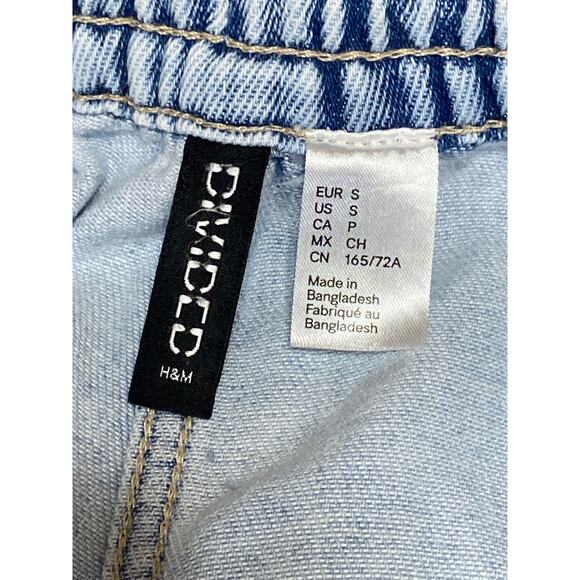 DIVIDED
H&M
EUR S
US S
CA P
MX CH
CN 165/72A
Made in
Bangladesh
Fabriqué au
Bangladesh